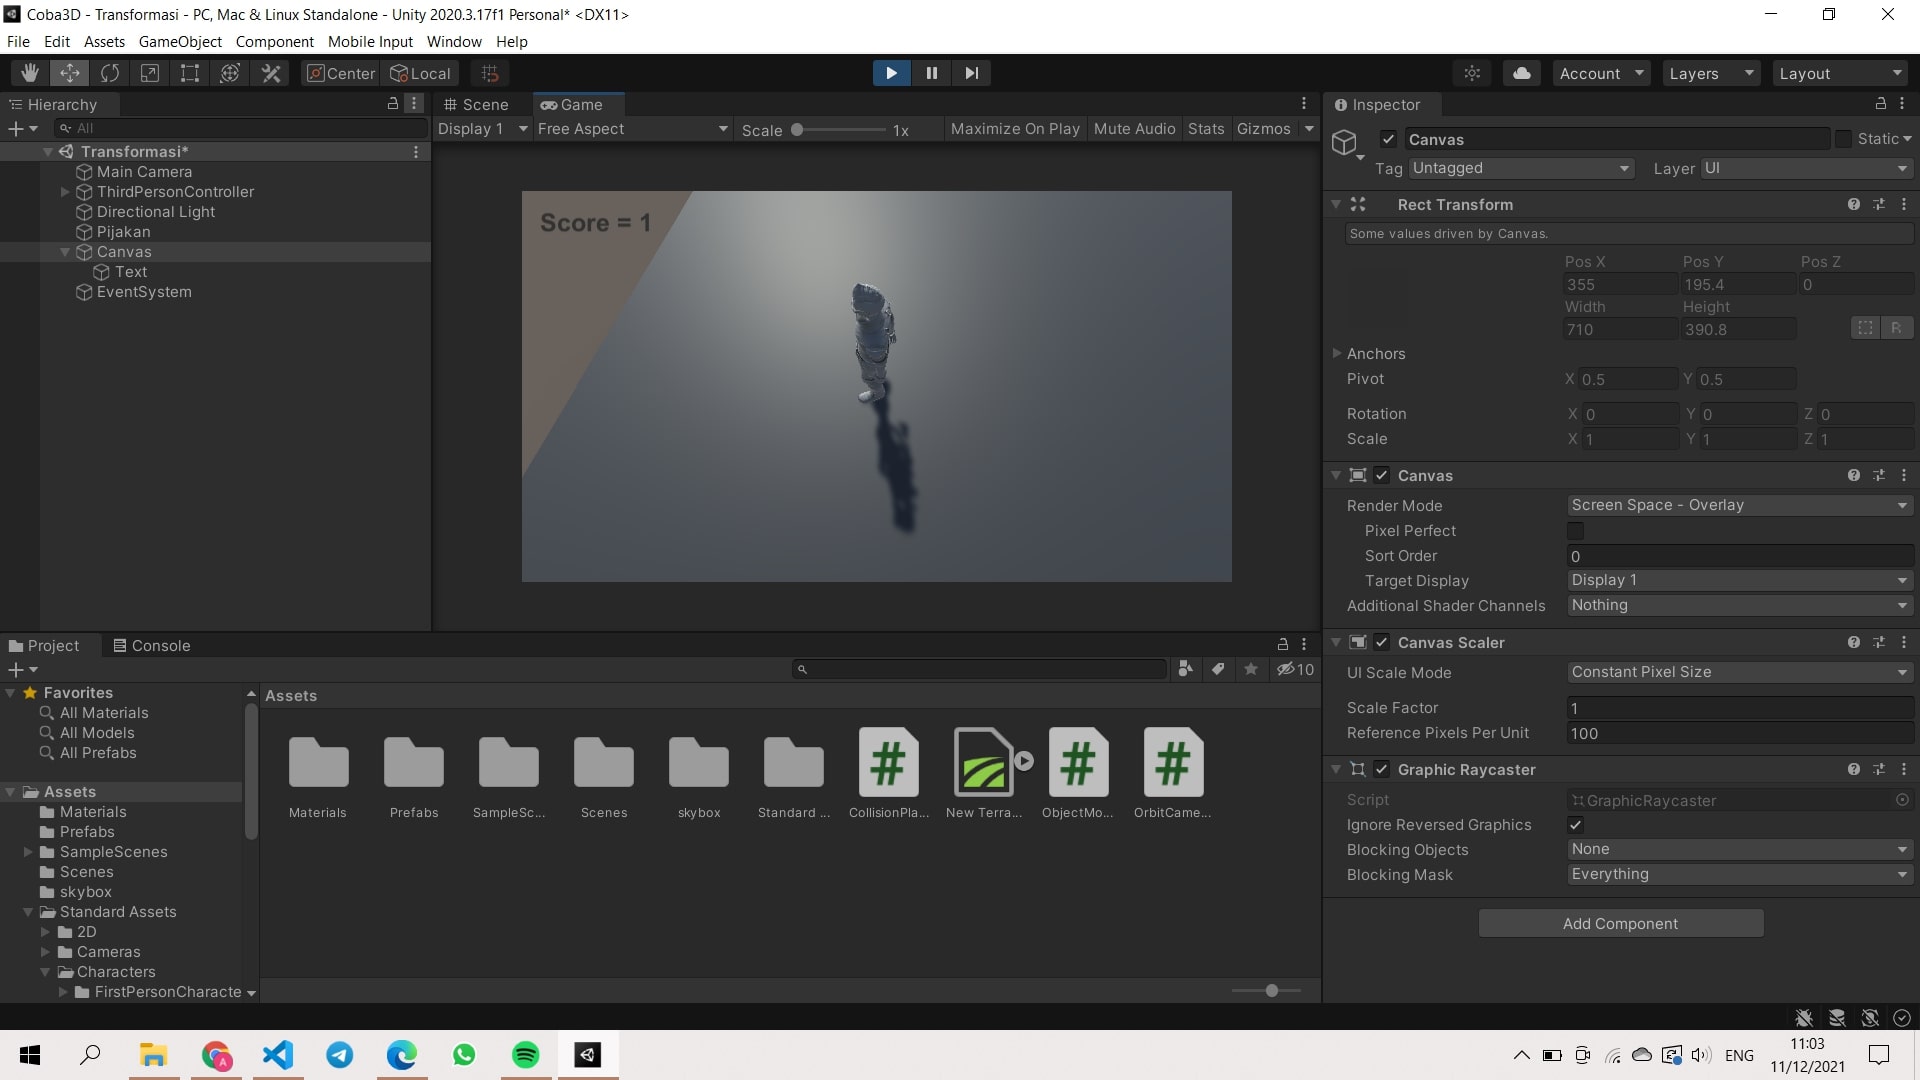 Coba3D - Transformasi - PC, Mac & Linux Standalone - Unity 2020.3.17f1 Personal* <DX11>
File Edit Assets GameObject Component Mobile Input Window Help
Center Local Account Layers Layout
Hierarchy
All
Transformasi*
Main Camera
ThirdPersonController
Directional Light
Pijakan
Canvas
Text
EventSystem
Scene Game
Display 1 Free Aspect Scale 1x Maximize On Play Mute Audio Stats Gizmos
Score = 1
Inspector
Canvas Static
Tag Untagged Layer UI
Rect Transform
Some values driven by Canvas.
Pos X Pos Y Pos Z
355 195.4 0
Width Height
710 390.8 R
Anchors
Pivot X 0.5 Y 0.5
Rotation X 0 Y 0 Z 0
Scale X 1 Y 1 Z 1
Canvas
Render Mode Screen Space - Overlay
Pixel Perfect
Sort Order 0
Target Display Display 1
Additional Shader Channels Nothing
Canvas Scaler
UI Scale Mode Constant Pixel Size
Scale Factor 1
Reference Pixels Per Unit 100
Graphic Raycaster
Script GraphicRaycaster
Ignore Reversed Graphics
Blocking Objects None
Blocking Mask Everything
Add Component
Project Console
10
Favorites
All Materials
All Models
All Prefabs
Assets
Materials
Prefabs
SampleScenes
Scenes
skybox
Standard Assets
2D
Cameras
Characters
FirstPersonCharacte
Assets
# # #
Materials Prefabs SampleSc... Scenes skybox Standard ... CollisionPla... New Terra... ObjectMo... OrbitCame...
A
ENG
11:03
11/12/2021